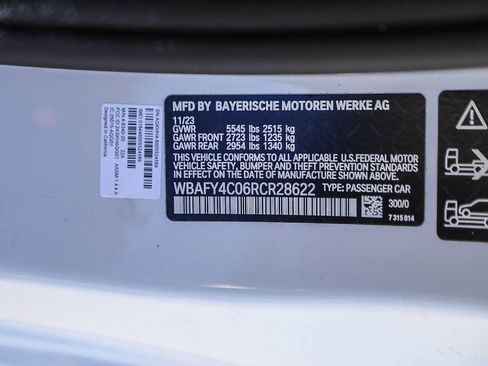 MFD BY BAYERISCHE MOTOREN WERKE AG
11/23
GVWR 5545 lbs 2515 kg
GAWR FRONT 2723 lbs 1235 kg
GAWR REAR 2954 lbs 1340 kg
THIS VEHICLE CONFORMS TO ALL APPLICABLE U.S.FEDERAL MOTOR
VEHICLE SAFETY, BUMPER, AND THEFT PREVENTION STANDARDS
IN EFFECT ON THE DATE OF MANUFACTURE SHOWN ABOVE.
WBAFY4C06RCR28622 TYPE: PASSENGER CAR
300/0
7 315 814
Designed in California